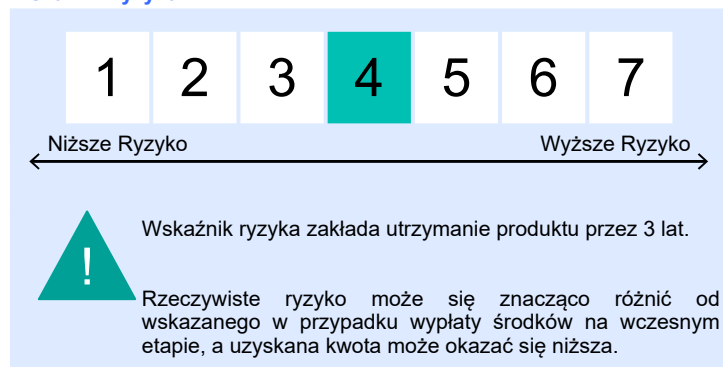 1 2 3 4 5 6 7
Niższe Ryzyko Wyższe Ryzyko
!
Wskaźnik ryzyka zakłada utrzymanie produktu przez 3 lat.
Rzeczywiste ryzyko może się znacząco różnić od
wskazanego w przypadku wypłaty środków na wczesnym
etapie, a uzyskana kwota może okazać się niższa.